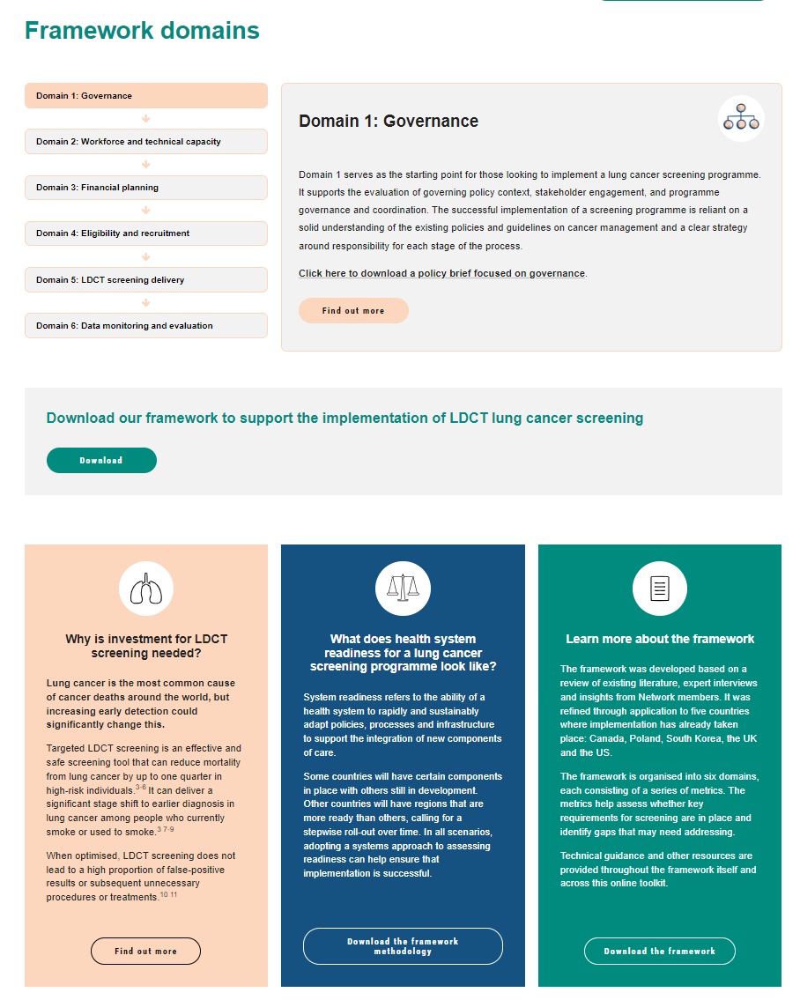 Framework domains
Domain 1: Governance
Domain 2: Workforce and technical capacity
Domain 3: Financial planning
Domain 4: Eligibility and recruitment
Domain 5: LDCT screening delivery
Domain 6: Data monitoring and evaluation
Domain 1: Governance
Domain 1 serves as the starting point for those looking to implement a lung cancer screening programme.
It supports the evaluation of governing policy context, stakeholder engagement, and programme
governance and coordination. The successful implementation of a screening programme is reliant on a
solid understanding of the existing policies and guidelines on cancer management and a clear strategy
around responsibility for each stage of the process.
Click here to download a policy brief focused on governance.
Find out more
Download our framework to support the implementation of LDCT lung cancer screening
Download
Why is investment for LDCT
screening needed?
Lung cancer is the most common cause
of cancer deaths around the world, but
increasing early detection could
significantly change this.
Targeted LDCT screening is an effective and
safe screening tool that can reduce mortality
from lung cancer by up to one quarter in
high-risk individuals.3-6 It can deliver a
significant stage shift to earlier diagnosis in
lung cancer among people who currently
smoke or used to smoke.3 7-9
When optimised, LDCT screening does not
lead to a high proportion of false-positive
results or subsequent unnecessary
procedures or treatments.10 11
Find out more
What does health system
readiness for a lung cancer
screening programme look like?
System readiness refers to the ability of a
health system to rapidly and sustainably
adapt policies, processes and infrastructure
to support the integration of new components
of care.
Some countries will have certain components
in place with others still in development.
Other countries will have regions that are
more ready than others, calling for a
stepwise roll-out over time. In all scenarios,
adopting a systems approach to assessing
readiness can help ensure that
implementation is successful.
Download the framework
methodology
Learn more about the framework
The framework was developed based on a
review of existing literature, expert interviews
and insights from Network members. It was
refined through application to five countries
where implementation has already taken
place: Canada, Poland, South Korea, the UK
and the US.
The framework is organised into six domains,
each consisting of a series of metrics. The
metrics help assess whether key
requirements for screening are in place and
identify gaps that may need addressing.
Technical guidance and other resources are
provided throughout the framework itself and
across this online toolkit.
Download the framework